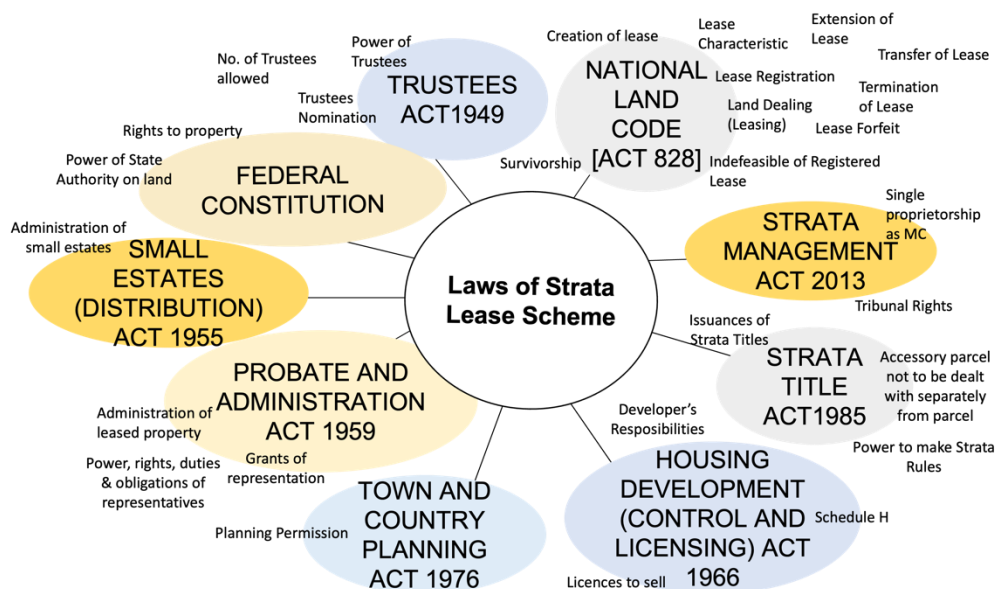 Creation of lease
Lease
Characteristic
Extension of
Lease
Transfer of Lease
NATIONAL
LAND
CODE
[ACT 828]
Lease Registration
Land Dealing
(Leasing)
Termination
of Lease
Lease Forfeit
Survivorship
Indefeasible of Registered
Lease
No. of Trustees
allowed
Power of
Trustees
Trustees
Nomination
TRUSTEES
ACT1949
Rights to property
Power of State
Authority on land
FEDERAL
CONSTITUTION
Administration of
small estates
SMALL
ESTATES
(DISTRIBUTION)
ACT 1955
Laws of Strata
Lease Scheme
Single
proprietorship
as MC
STRATA
MANAGEMENT
ACT 2013
Tribunal Rights
Issuances of
Strata Titles
STRATA
TITLE
ACT1985
Accessory parcel
not to be dealt
with separately
from parcel
Power to make Strata
Rules
PROBATE AND
ADMINISTRATION
ACT 1959
Administration of
leased property
Power, rights, duties
& obligations of
representatives
Grants of
representation
Planning Permission
TOWN AND
COUNTRY
PLANNING
ACT 1976
Developer's
Resposibilities
HOUSING
DEVELOPMENT
(CONTROL AND
LICENSING) ACT
1966
Schedule H
Licences to sell